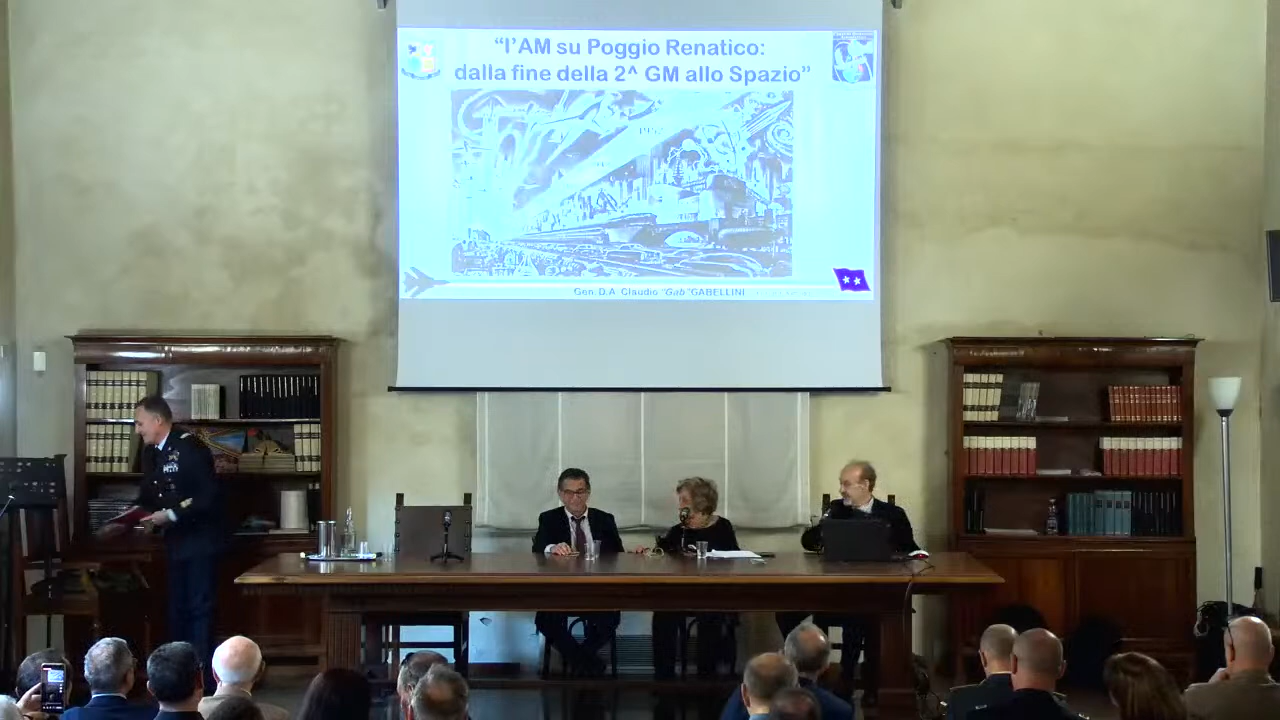 “l’AM su Poggio Renatico:
dalla fine della 2^ GM allo Spazio”
Gen. D.A. Claudio “Gab” GABELLINI